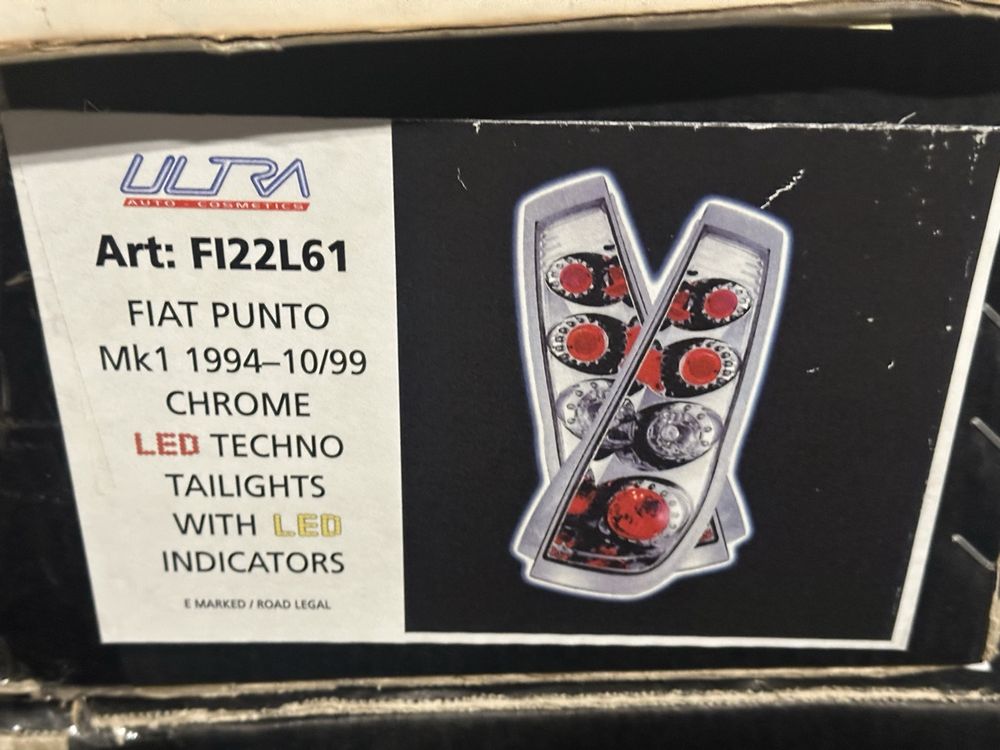 ULTRA
AUTO - COSMETICS
Art: FI22L61
FIAT PUNTO
Mk1 1994–10/99
CHROME
LED TECHNO
TAILIGHTS
WITH LED
INDICATORS
E MARKED / ROAD LEGAL